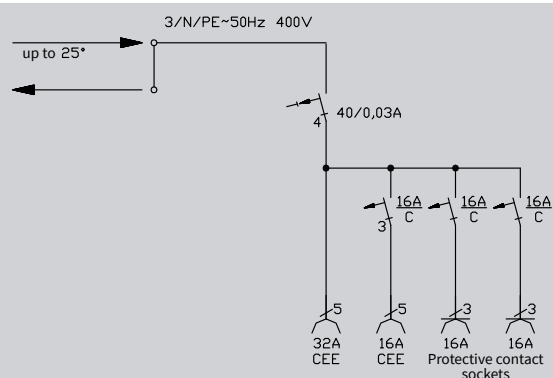 3/N/PE~50Hz 400V
up to 25°
40/0,03A
4
16A 16A 16A
C C C
3
5 5 3 3
32A 16A 16A 16A
CEE CEE Protective contact
sockets